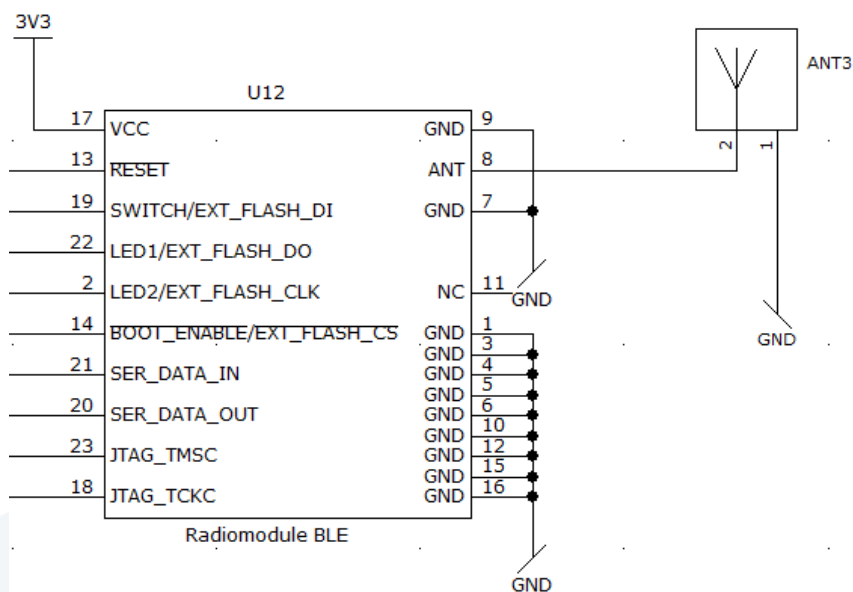 3V3
ANT3
U12
17 VCC GND 9
2 1
13 RESET ANT 8
19 SWITCH/EXT_FLASH_DI GND 7
22 LED1/EXT_FLASH_DO
2 LED2/EXT_FLASH_CLK NC 11
GND
14 BOOT_ENABLE/EXT_FLASH_CS GND 1
GND
GND 3
21 SER_DATA_IN GND 4
GND 5
20 SER_DATA_OUT GND 6
GND 10
23 JTAG_TMSC GND 12
GND 15
18 JTAG_TCKC GND 16
Radiomodule BLE
GND